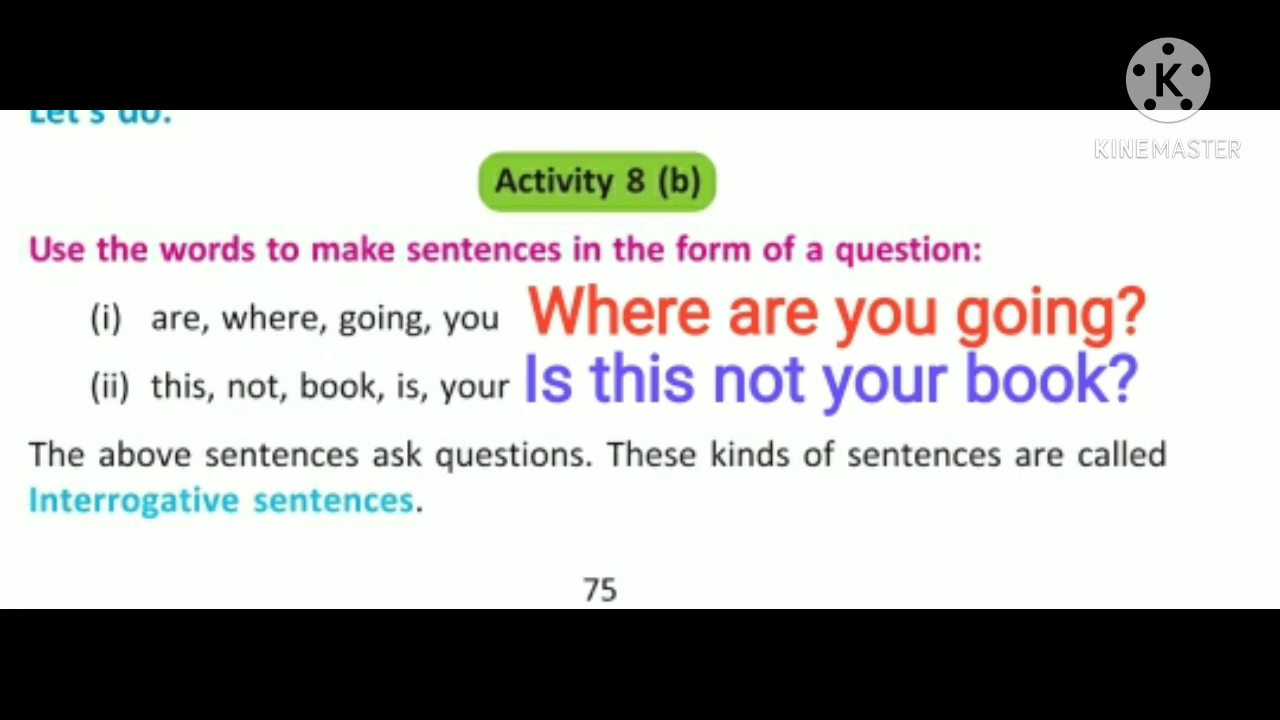 Let's do:
K
KINEMASTER
Activity 8 (b)
Use the words to make sentences in the form of a question:
(i) are, where, going, you Where are you going?
(ii) this, not, book, is, your Is this not your book?
The above sentences ask questions. These kinds of sentences are called
Interrogative sentences.
75